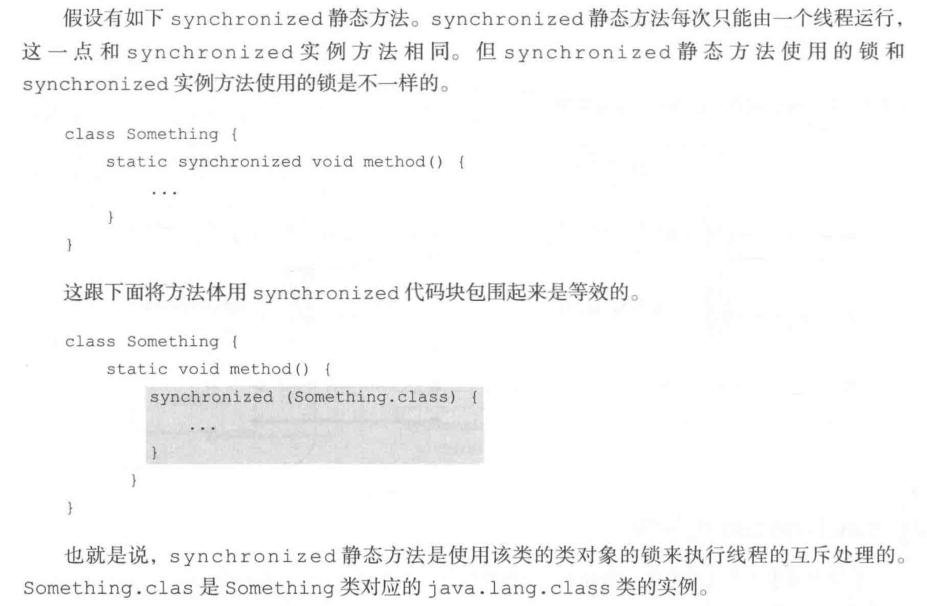 假设有如下 synchronized 静态方法。synchronized 静态方法每次只能由一个线程运行，
这一点和 synchronized 实例方法相同。但 synchronized 静态方法使用的锁和
synchronized 实例方法使用的锁是不一样的。
class Something {
static synchronized void method() {
...
}
}
这跟下面将方法体用 synchronized 代码块包围起来是等效的。
class Something {
static void method() {
synchronized (Something.class) {
...
}
}
}
也就是说，synchronized 静态方法是使用该类的类对象的锁来执行线程的互斥处理的。
Something.clas 是 Something 类对应的 java.lang.class 类的实例。